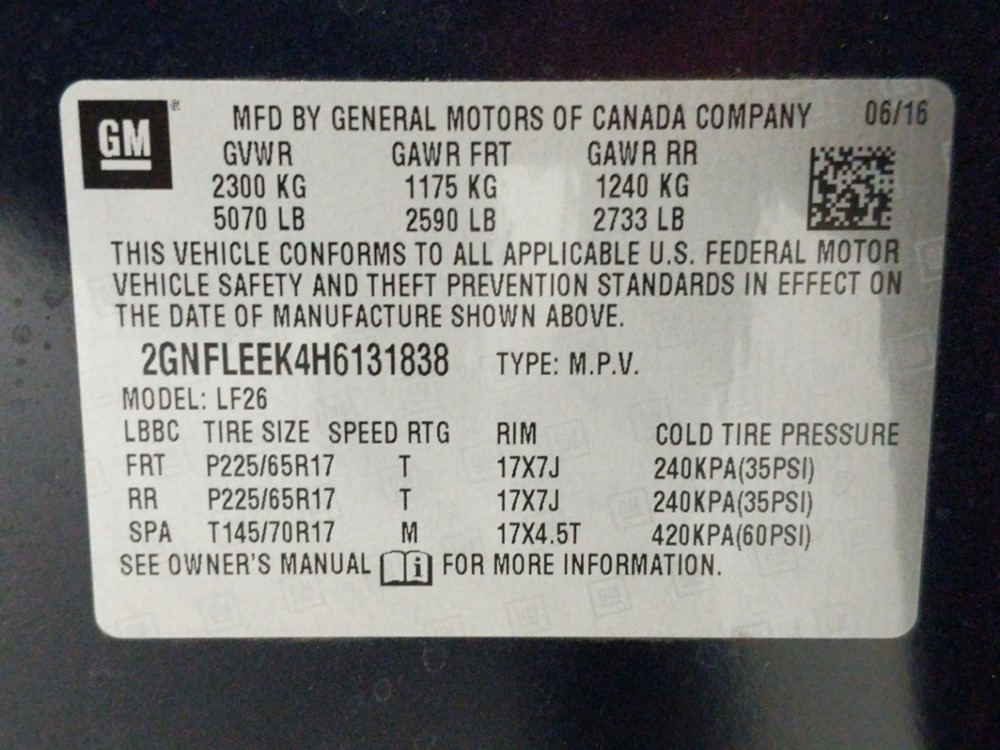 GM ® MFD BY GENERAL MOTORS OF CANADA COMPANY 06/16
GVWR GAWR FRT GAWR RR
2300 KG 1175 KG 1240 KG
5070 LB 2590 LB 2733 LB
THIS VEHICLE CONFORMS TO ALL APPLICABLE U.S. FEDERAL MOTOR
VEHICLE SAFETY AND THEFT PREVENTION STANDARDS IN EFFECT ON
THE DATE OF MANUFACTURE SHOWN ABOVE.
2GNFLEEK4H6131838 TYPE: M.P.V.
MODEL: LF26
LBBC TIRE SIZE SPEED RTG RIM COLD TIRE PRESSURE
FRT P225/65R17 T 17X7J 240KPA(35PSI)
RR P225/65R17 T 17X7J 240KPA(35PSI)
SPA T145/70R17 M 17X4.5T 420KPA(60PSI)
SEE OWNER'S MANUAL i FOR MORE INFORMATION.